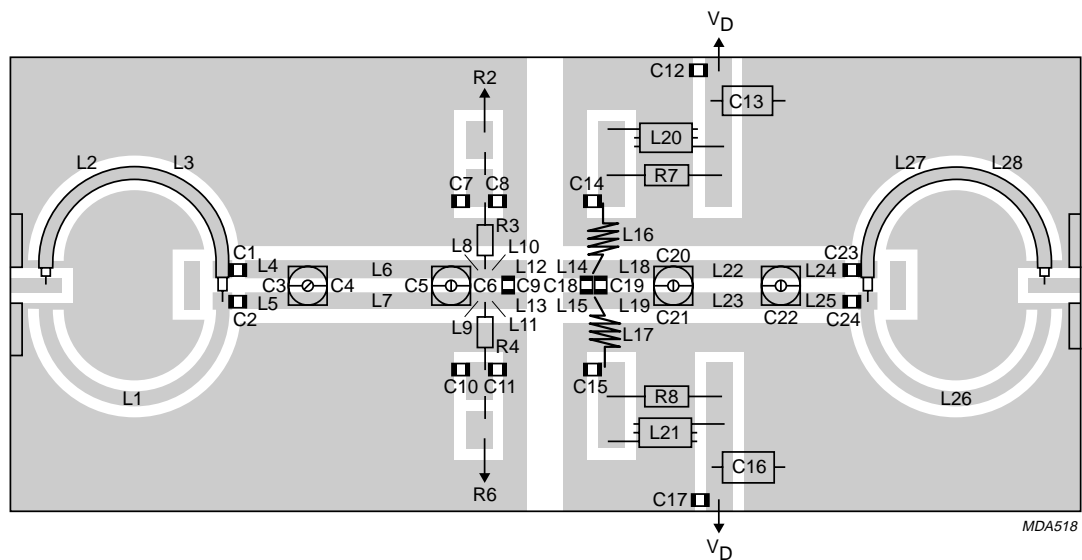 VD
C12
R2
C13
L20
L2 L3
L27 L28
C7 C8
R7
C14
R3
L16
C1
L8 L10
C20
C23
L4 L6 L12 L14 L18 L22 L24
C3 C4 C5 C6 C9 C18 C19
L5 L7 L13 L15 L19 L23 L25
C2
L9 L11
C21
C22
C24
R4
L17
C10 C11
C15
L1
R8
L26
L21
C16
R6
C17
MDA518
VD